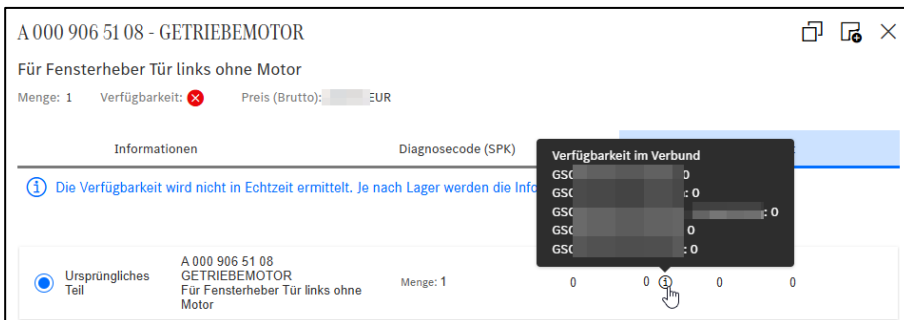 A 000 906 51 08 - GETRIEBEMOTOR
Für Fensterheber Tür links ohne Motor
Menge: 1 Verfügbarkeit: Preis (Brutto): EUR
Informationen Diagnosecode (SPK)
Verfügbarkeit im Verbund
GSC : 0
GSC : 0
GSC : 0
GSC 0
GSC : 0
Die Verfügbarkeit wird nicht in Echtzeit ermittelt. Je nach Lager werden die
Ursprüngliches Teil
A 000 906 51 08
GETRIEBEMOTOR
Für Fensterheber Tür links ohne
Motor
Menge: 1
0 0 0 0